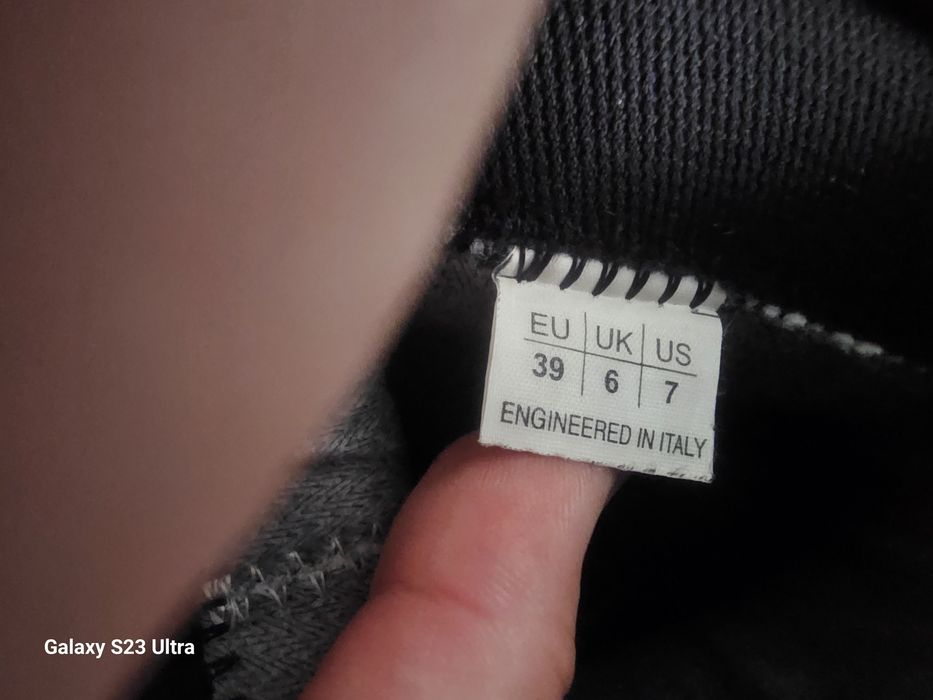 EU UK US
39 6 7
ENGINEERED IN ITALY
Galaxy S23 Ultra